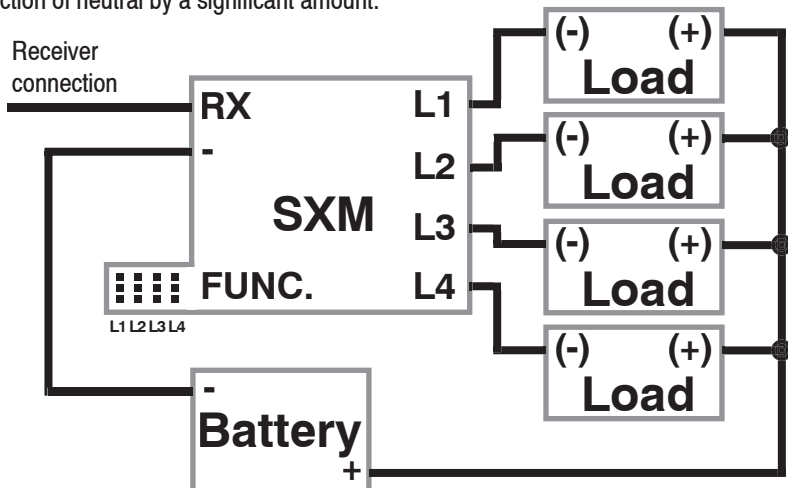 ction of neutral by a significant amount.
Receiver
connection
RX
-
SXM
FUNC.
L1 L2 L3 L4
L1
L2
L3
L4
(-) (+)
Load
(-) (+)
Load
(-) (+)
Load
(-) (+)
Load
-
Battery
+